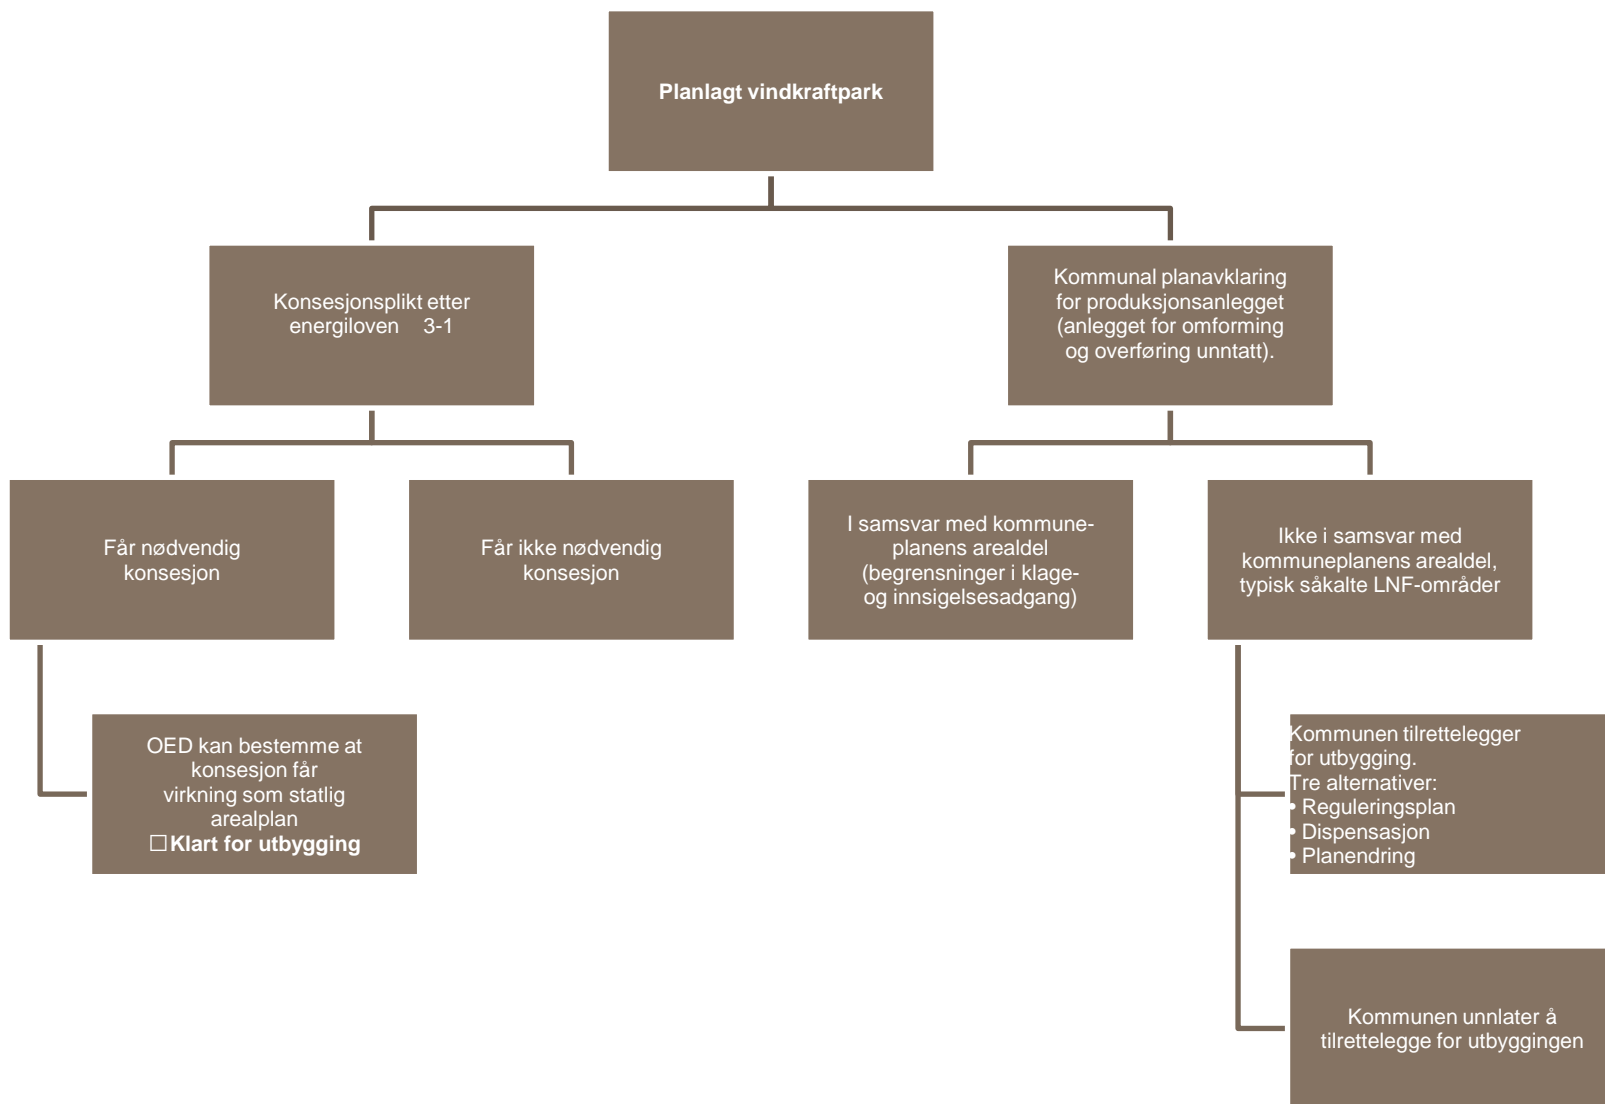 Planlagt vindkraftpark
Konsesjonsplikt etter
energiloven 3-1
Kommunal planavklaring
for produksjonsanlegget
(anlegget for omforming
og overføring unntatt).
Får nødvendig
konsesjon
Får ikke nødvendig
konsesjon
I samsvar med kommune-
planens arealdel
(begrensninger i klage-
og innsigelsesadgang)
Ikke i samsvar med
kommuneplanens arealdel,
typisk såkalte LNF-områder
OED kan bestemme at
konsesjon får
virkning som statlig
arealplan
□Klart for utbygging
Kommunen tilrettelegger
for utbygging.
Tre alternativer:
• Reguleringsplan
• Dispensasjon
• Planendring
Kommunen unnlater å
tilrettelegge for utbyggingen